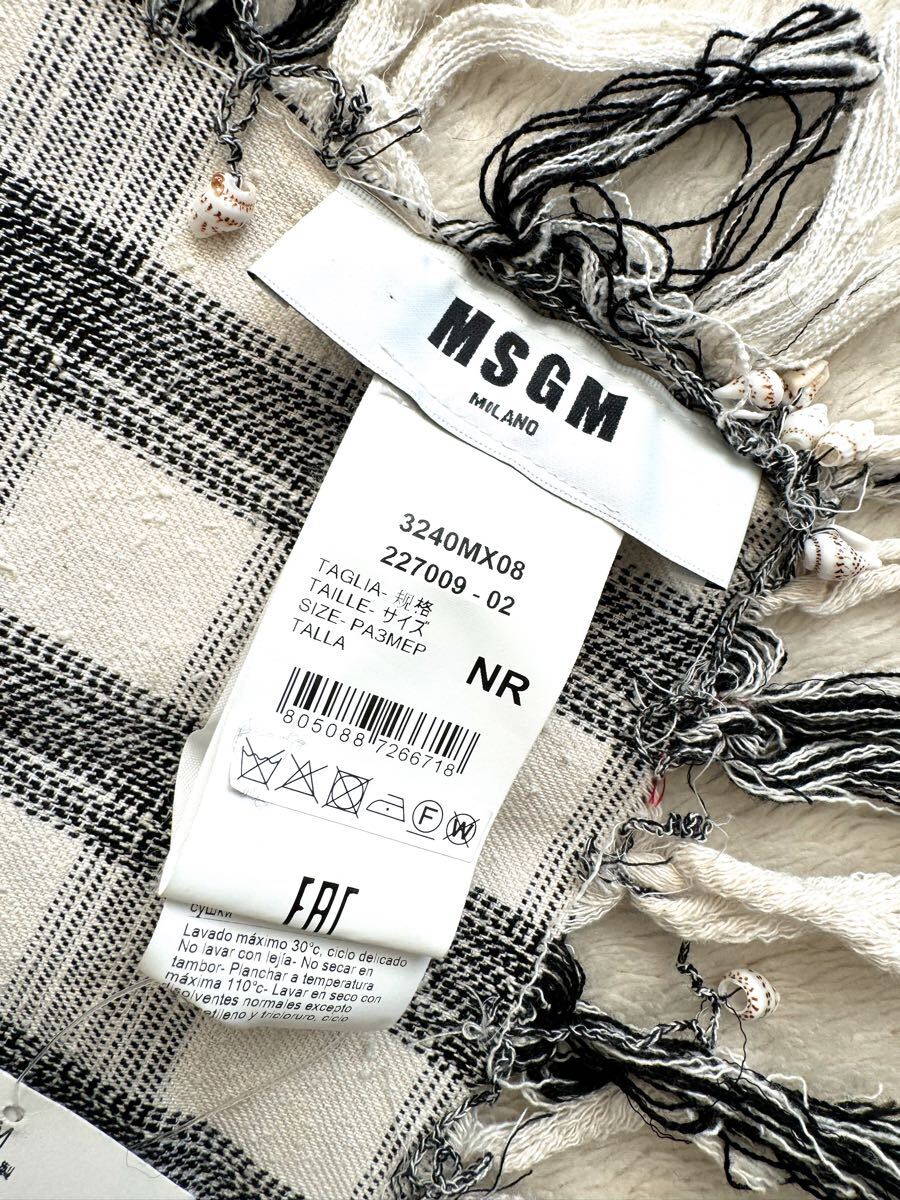 MSGM
MILANO
3240MX08
227009 - 02
TAGLIA- 规格
TAILLE- サイズ
SIZE- РАЗМЕР
TALLA
NR
805088 7266718
F
W
EAC
сушки
Lavado máximo 30°c, ciclo delicado
No lavar con lejía- No secar en
tambor- Planchar a temperatura
máxima 110°c- Lavar en seco con
solventes normales excepto
etileno y tricloruro, ciclo